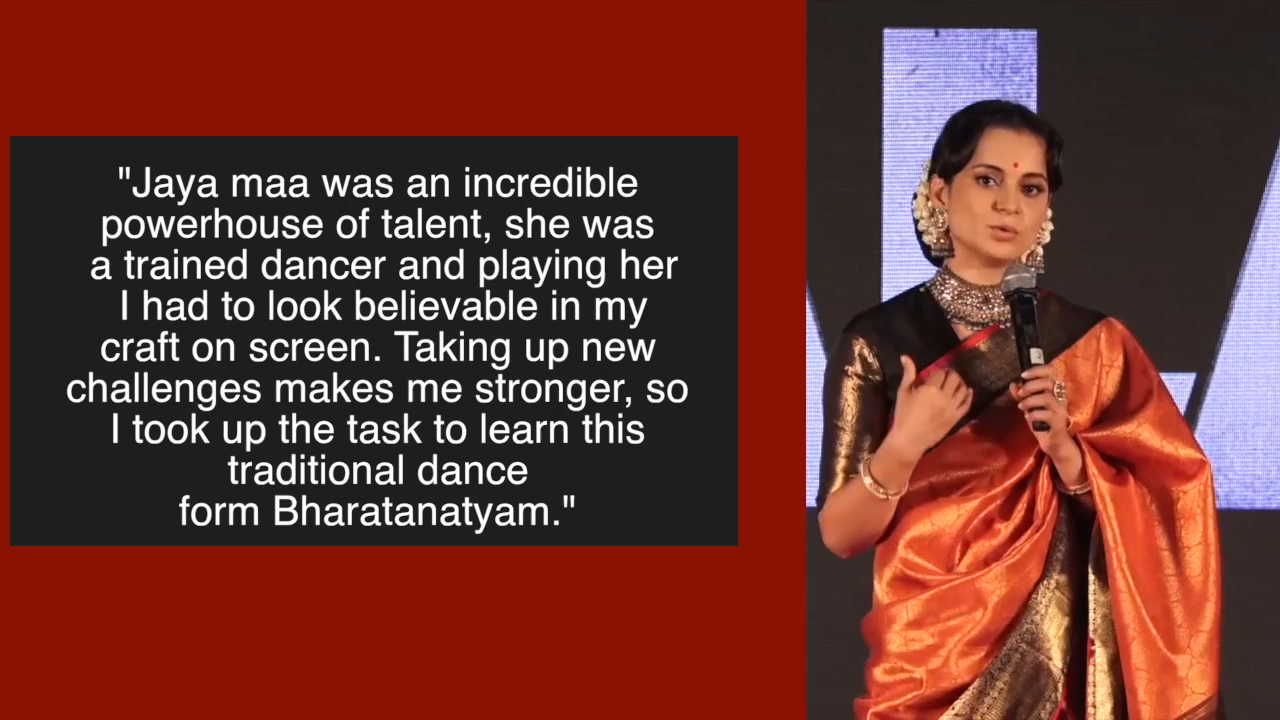 "Jaya maa was an incredible
powerhouse of talent, she was
a trained dancer and playing her
I had to look believable in my
craft on screen. Taking up new
challenges makes me stronger, so
I took up the task to learn this
traditional dance
form Bharatanatyam."